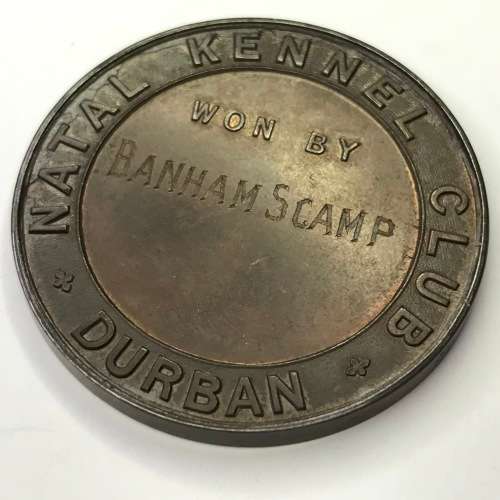 NATAL KENNEL CLUB
WON BY
BANHAM SCAMP
DURBAN